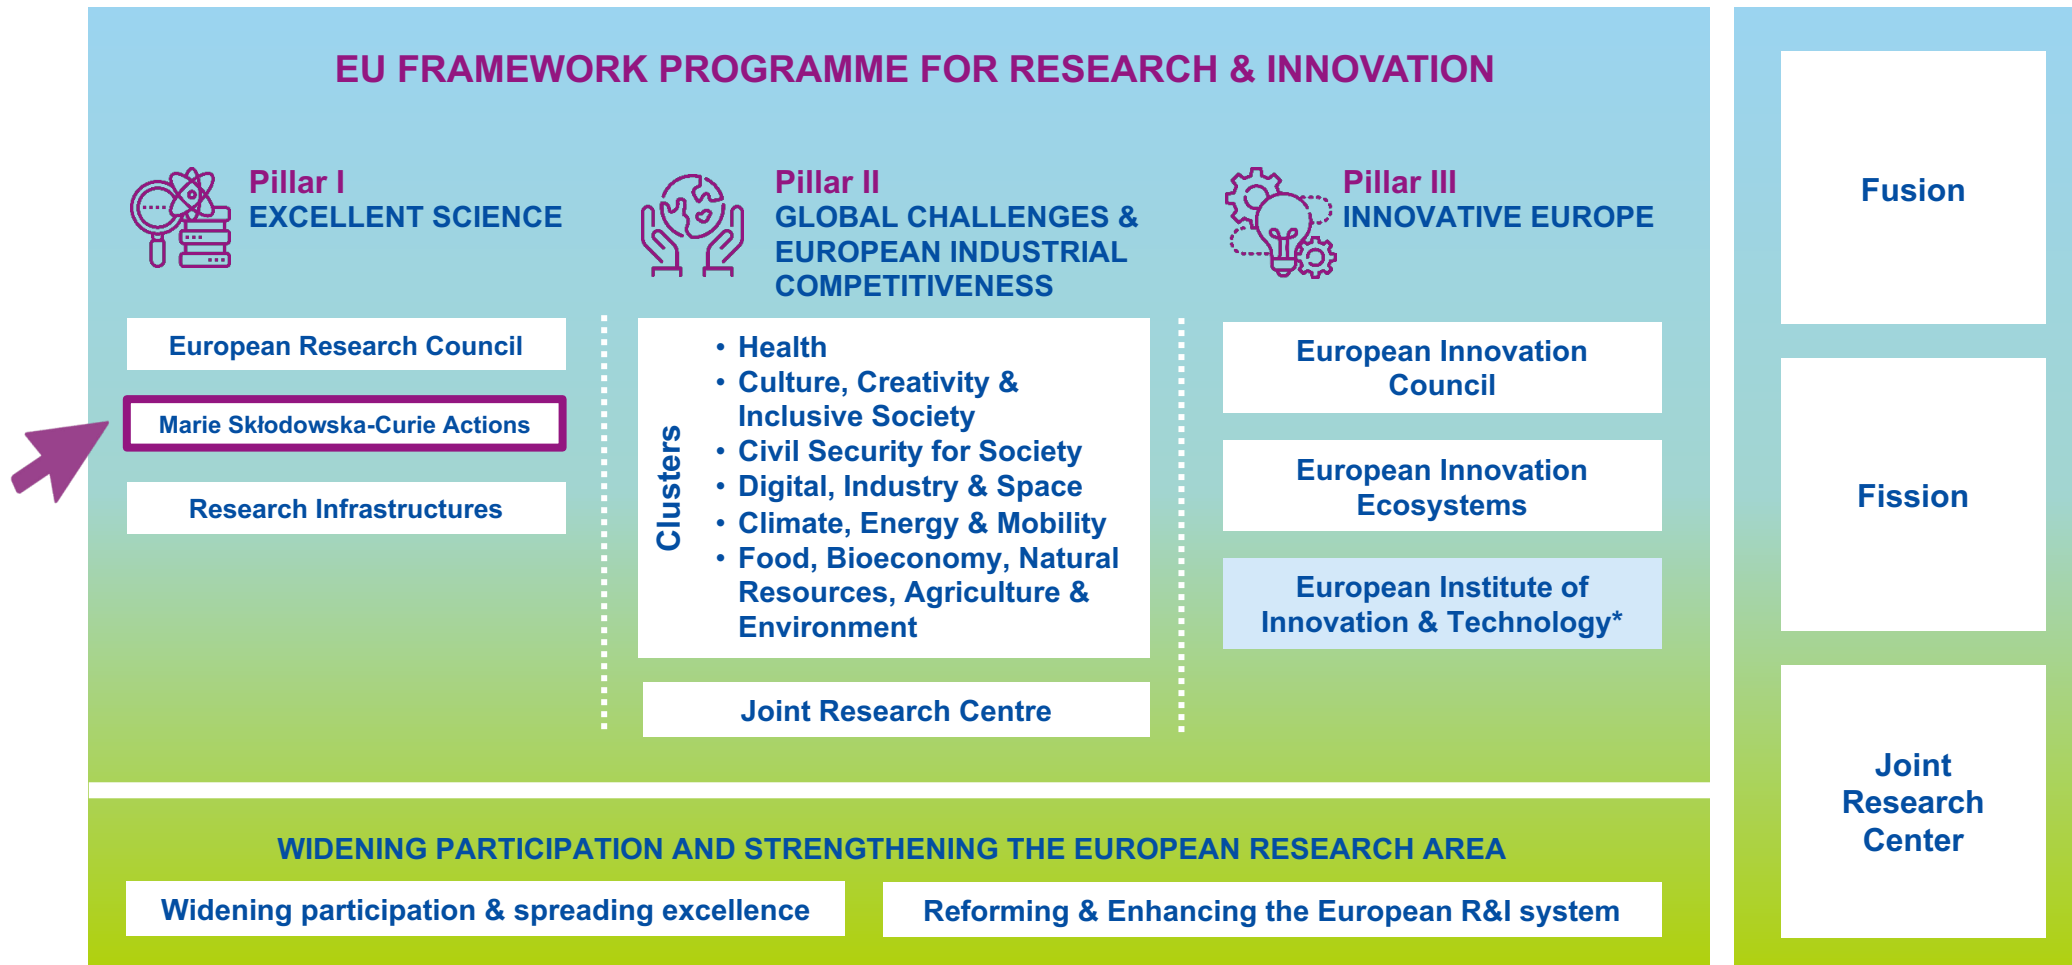 EU FRAMEWORK PROGRAMME FOR RESEARCH & INNOVATION
Pillar I
EXCELLENT SCIENCE
European Research Council
Marie Skłodowska-Curie Actions
Research Infrastructures
Pillar II
GLOBAL CHALLENGES &
EUROPEAN INDUSTRIAL
COMPETITIVENESS
Clusters
• Health
• Culture, Creativity &
Inclusive Society
• Civil Security for Society
• Digital, Industry & Space
• Climate, Energy & Mobility
• Food, Bioeconomy, Natural
Resources, Agriculture &
Environment
Joint Research Centre
Pillar III
INNOVATIVE EUROPE
European Innovation
Council
European Innovation
Ecosystems
European Institute of
Innovation & Technology*
WIDENING PARTICIPATION AND STRENGTHENING THE EUROPEAN RESEARCH AREA
Widening participation & spreading excellence
Reforming & Enhancing the European R&I system
Fusion
Fission
Joint
Research
Center